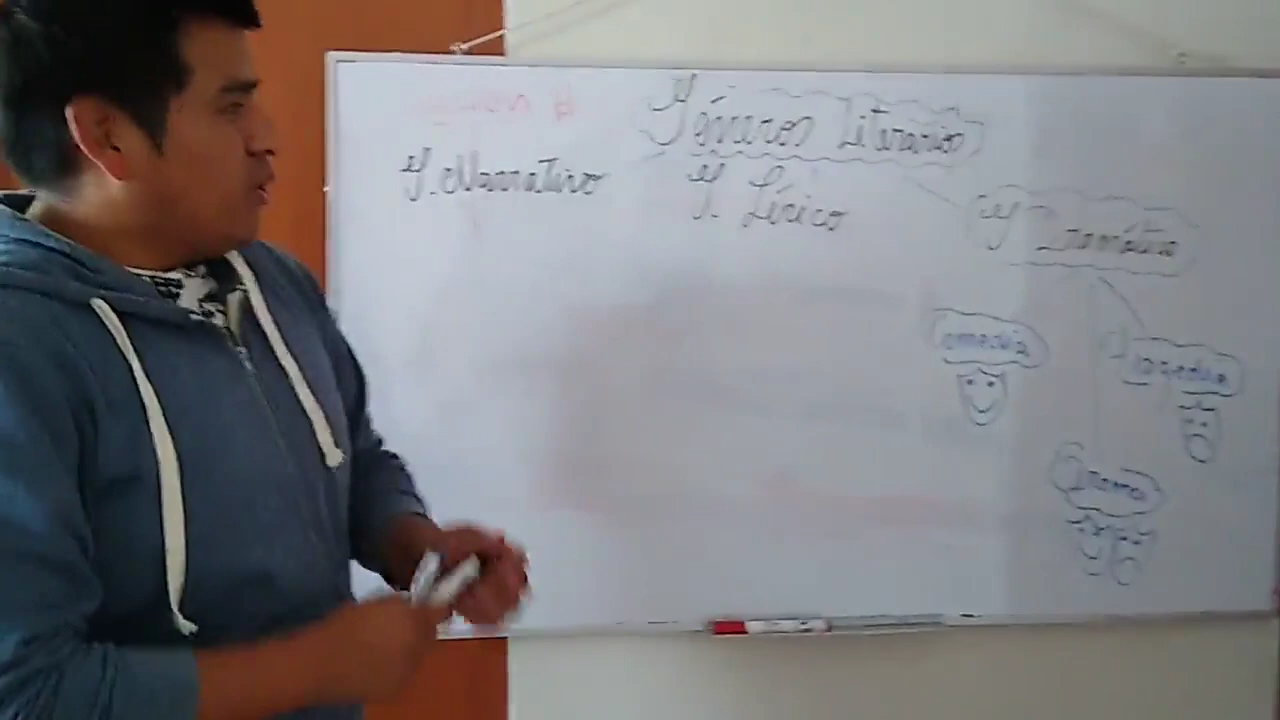 Géneros Literarios
G. Narrativo
G. Lírico
G Dramático
Comedia
Tragedia
Drama